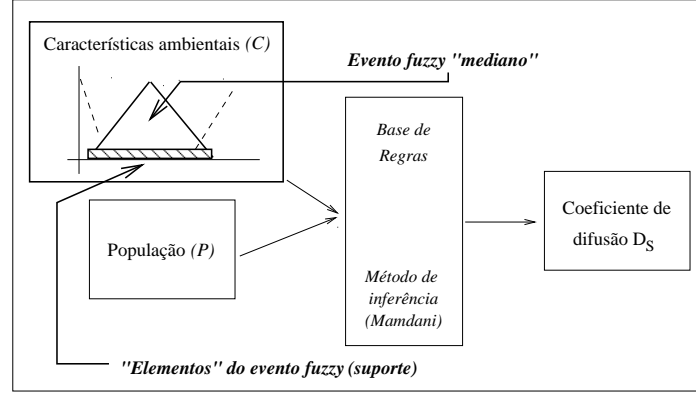 Características ambientais (C)
Evento fuzzy "mediano"
Base de
Regras
População (P)
Método de
inferência
(Mamdani)
Coeficiente de
difusão D_S
"Elementos" do evento fuzzy (suporte)